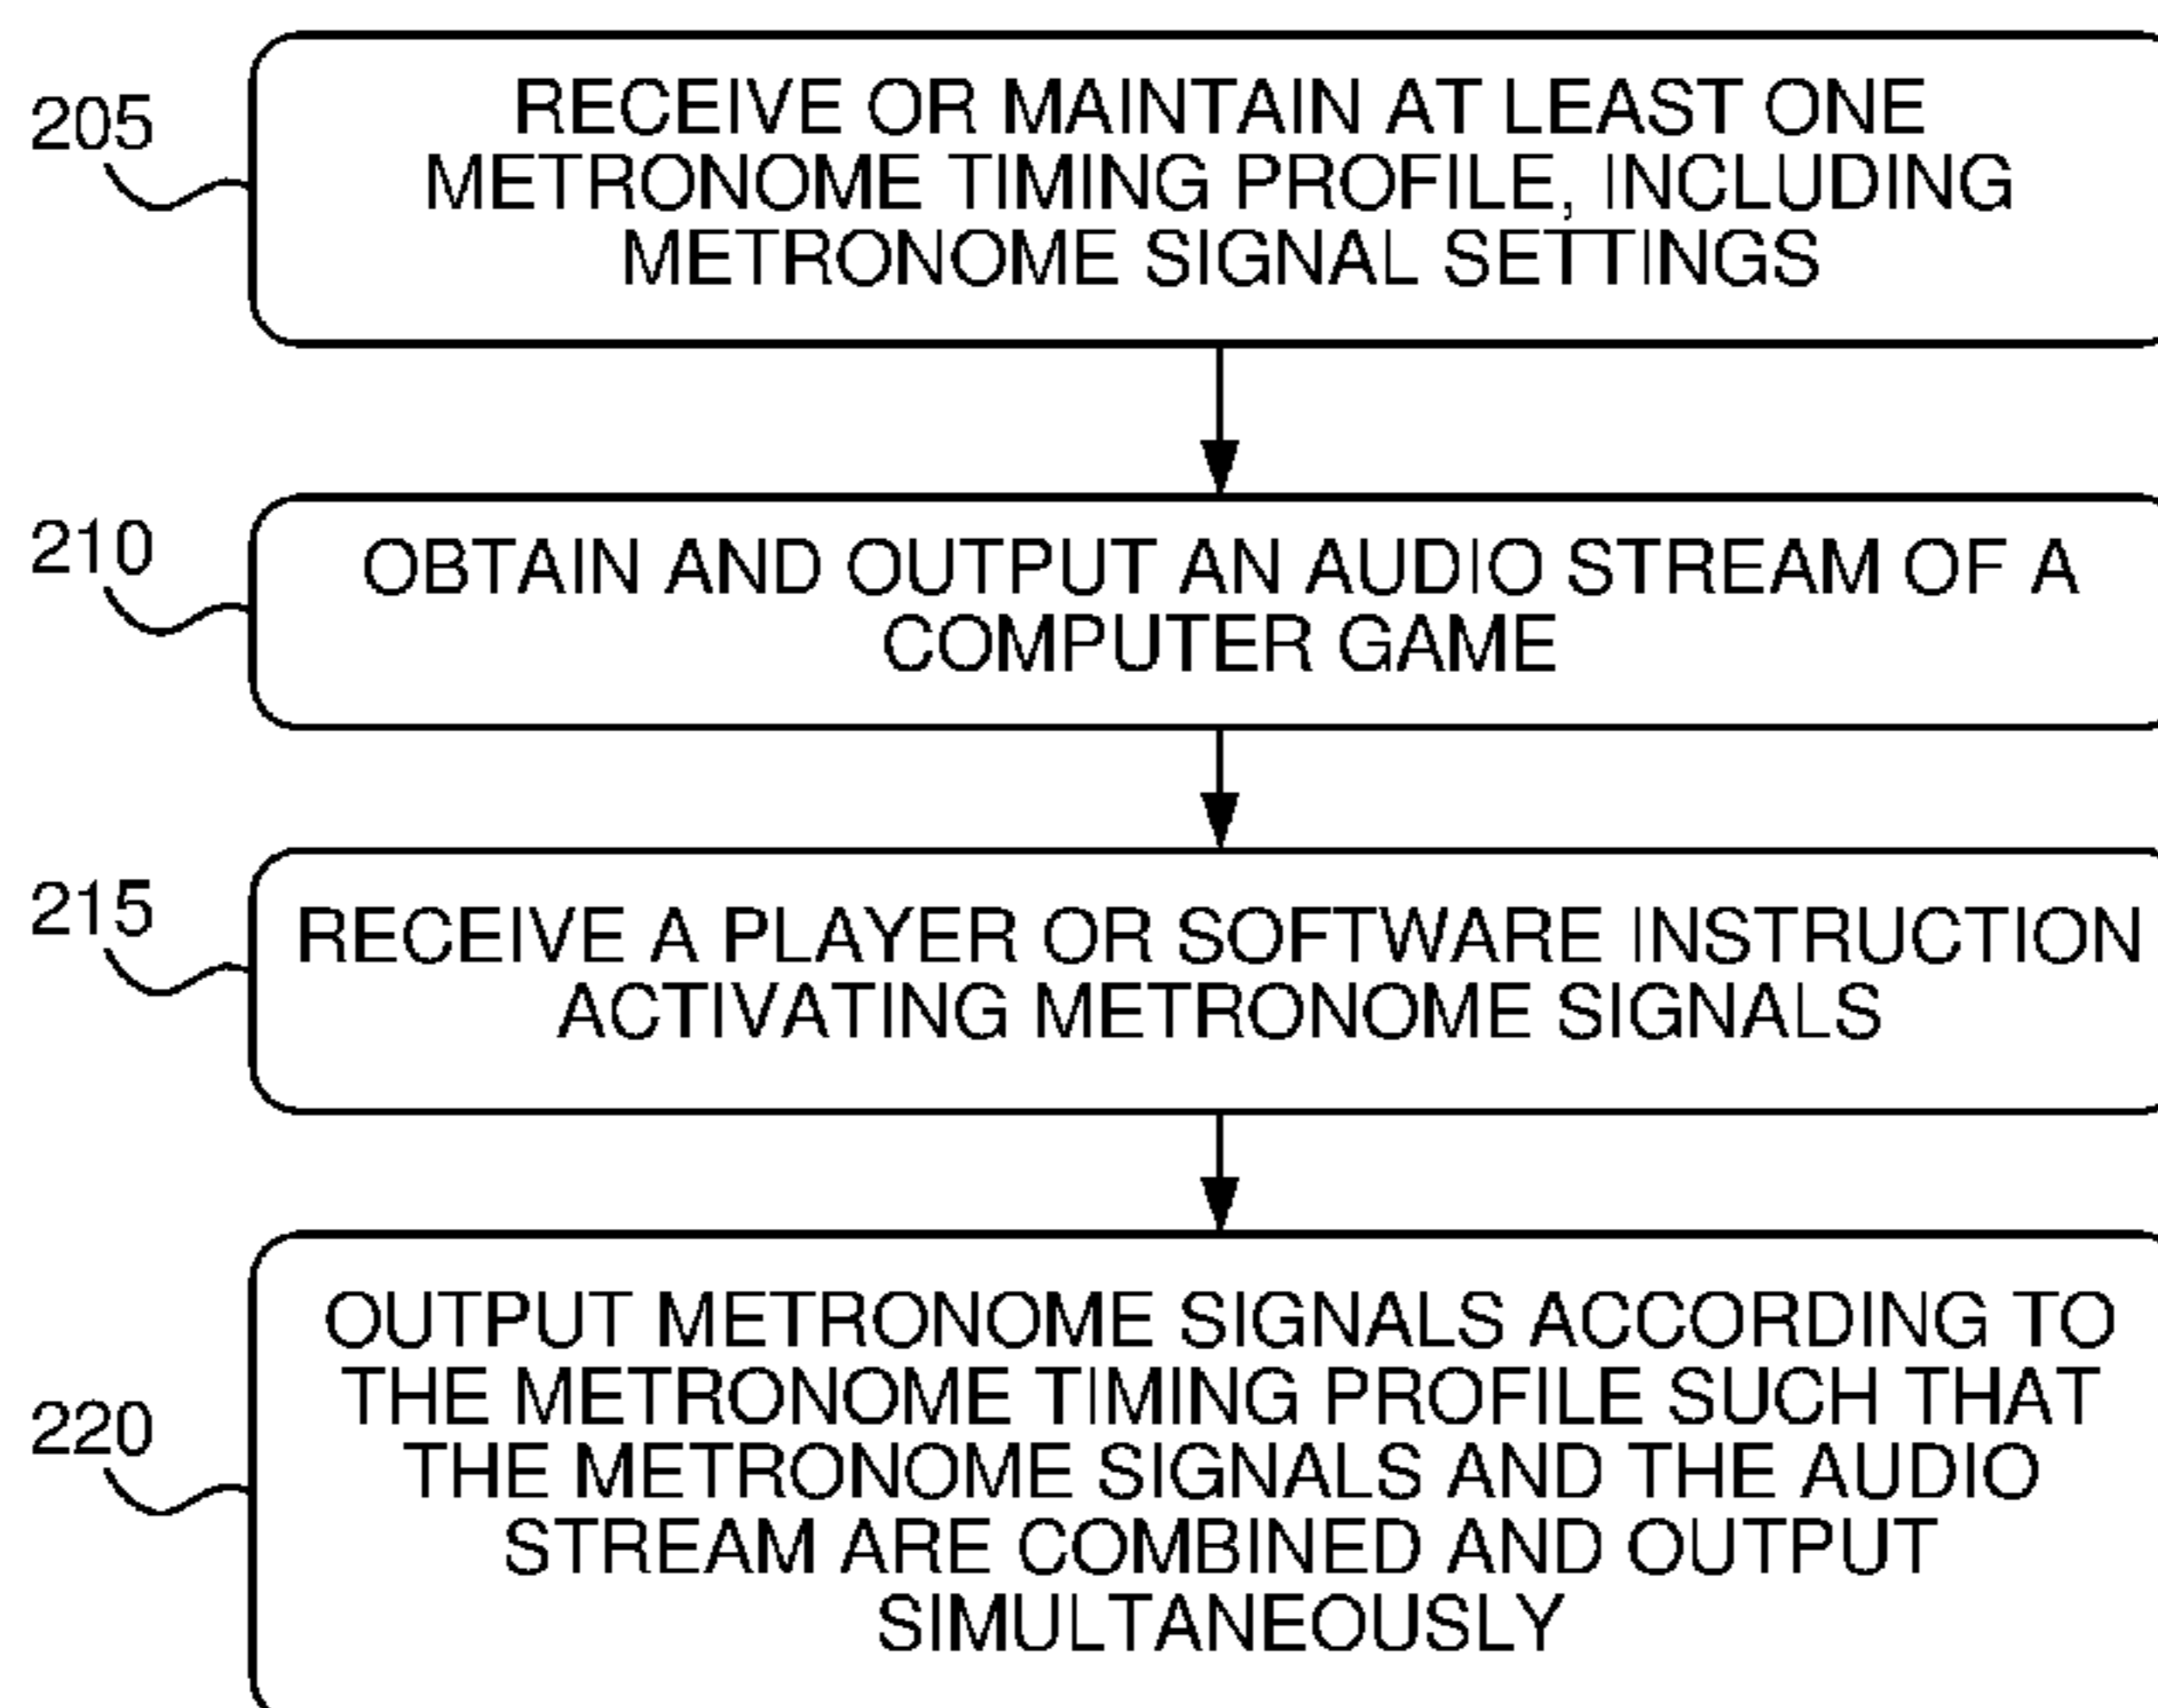 205
RECEIVE OR MAINTAIN AT LEAST ONE
METRONOME TIMING PROFILE, INCLUDING
METRONOME SIGNAL SETTINGS
210
OBTAIN AND OUTPUT AN AUDIO STREAM OF A
COMPUTER GAME
215
RECEIVE A PLAYER OR SOFTWARE INSTRUCTION
ACTIVATING METRONOME SIGNALS
220
OUTPUT METRONOME SIGNALS ACCORDING TO
THE METRONOME TIMING PROFILE SUCH THAT
THE METRONOME SIGNALS AND THE AUDIO
STREAM ARE COMBINED AND OUTPUT
SIMULTANEOUSLY